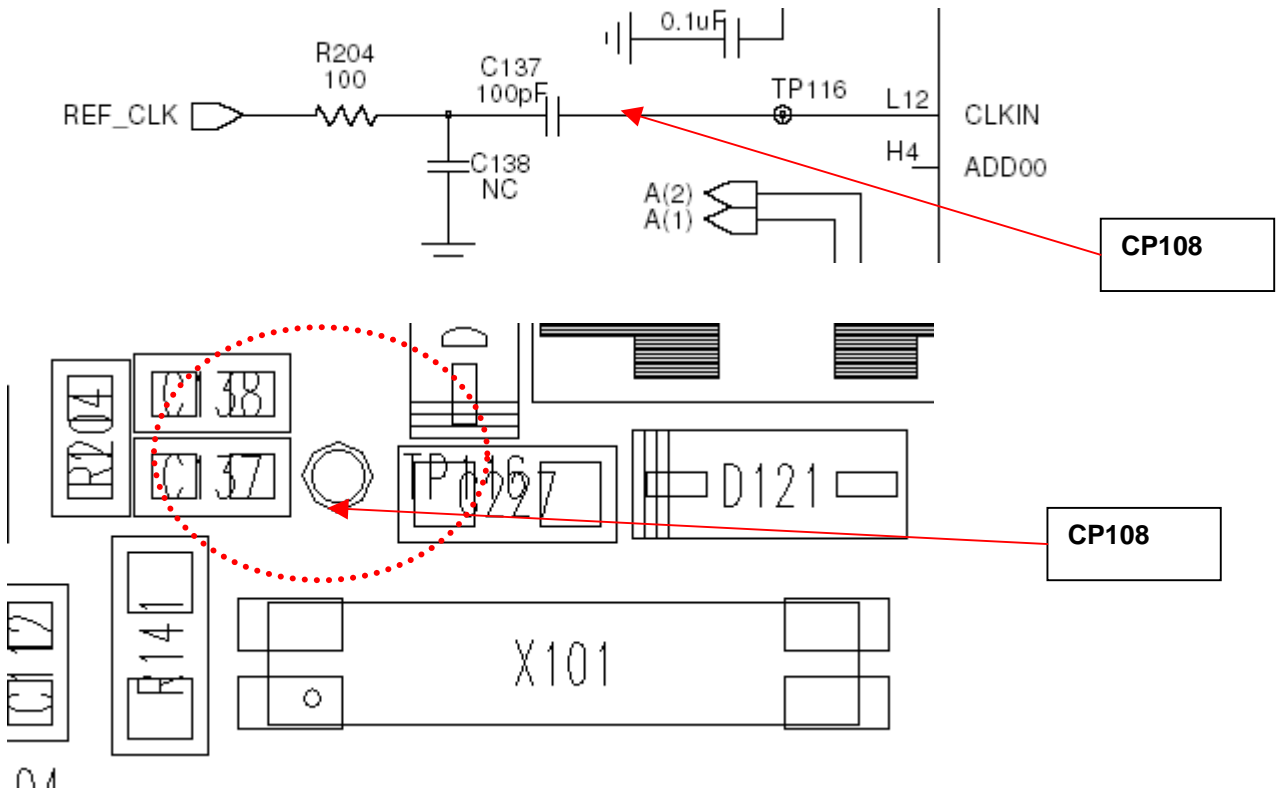 0.1uF
R204
100
C137
100pF
TP116
L12
REF_CLK
CLKIN
C138
NC
H4
ADD00
A(2)
A(1)
CP108
R204
C138
C137
TP116
C227
D121
CP108
R141
C112
X101